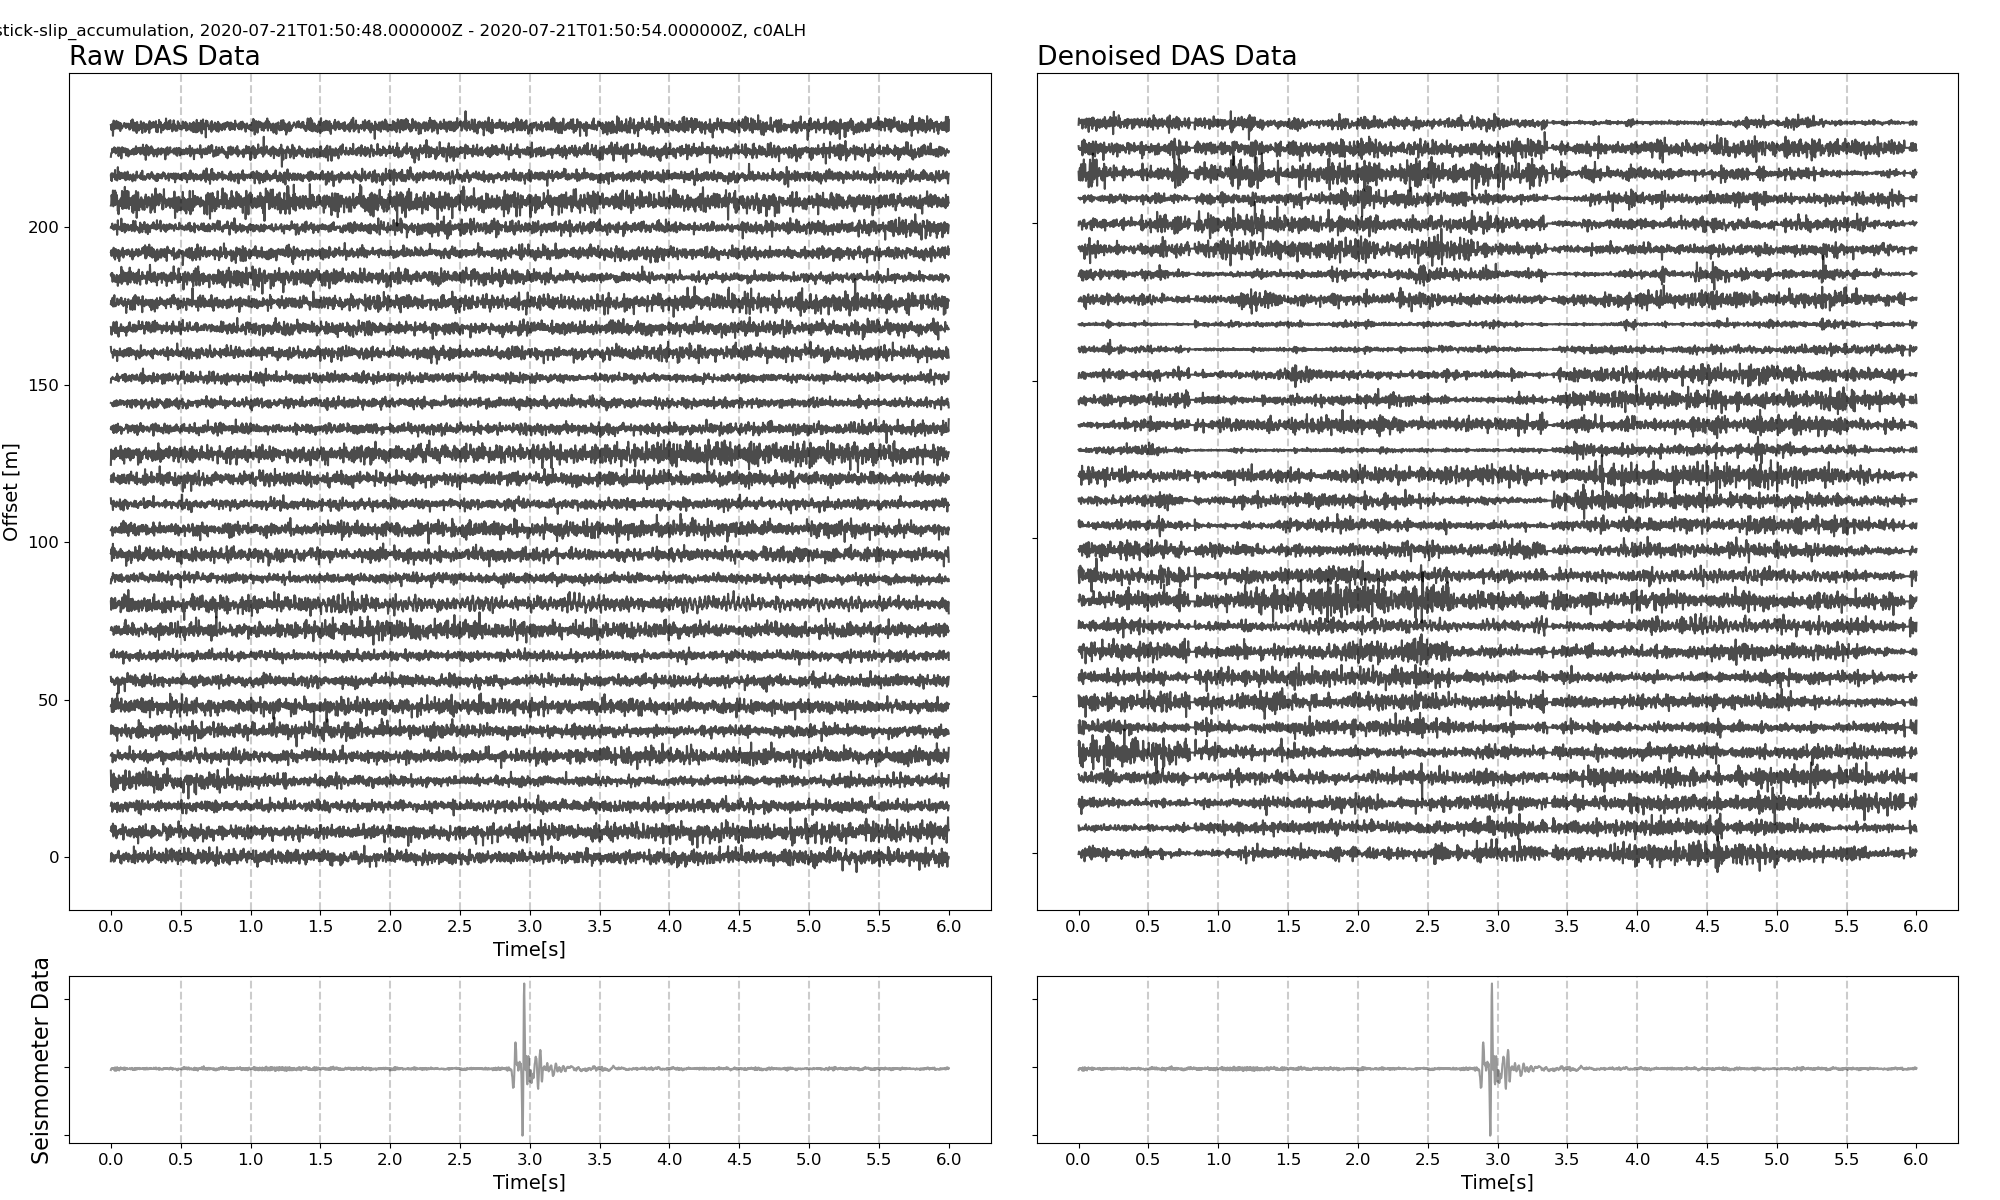 stick-slip_accumulation, 2020-07-21T01:50:48.000000Z - 2020-07-21T01:50:54.000000Z, c0ALH
Raw DAS Data
Denoised DAS Data
Offset [m]
200
150
100
50
0
0.0 0.5 1.0 1.5 2.0 2.5 3.0 3.5 4.0 4.5 5.0 5.5 6.0
Time[s]
0.0 0.5 1.0 1.5 2.0 2.5 3.0 3.5 4.0 4.5 5.0 5.5 6.0
Seismometer Data
0.0 0.5 1.0 1.5 2.0 2.5 3.0 3.5 4.0 4.5 5.0 5.5 6.0
Time[s]
0.0 0.5 1.0 1.5 2.0 2.5 3.0 3.5 4.0 4.5 5.0 5.5 6.0
Time[s]